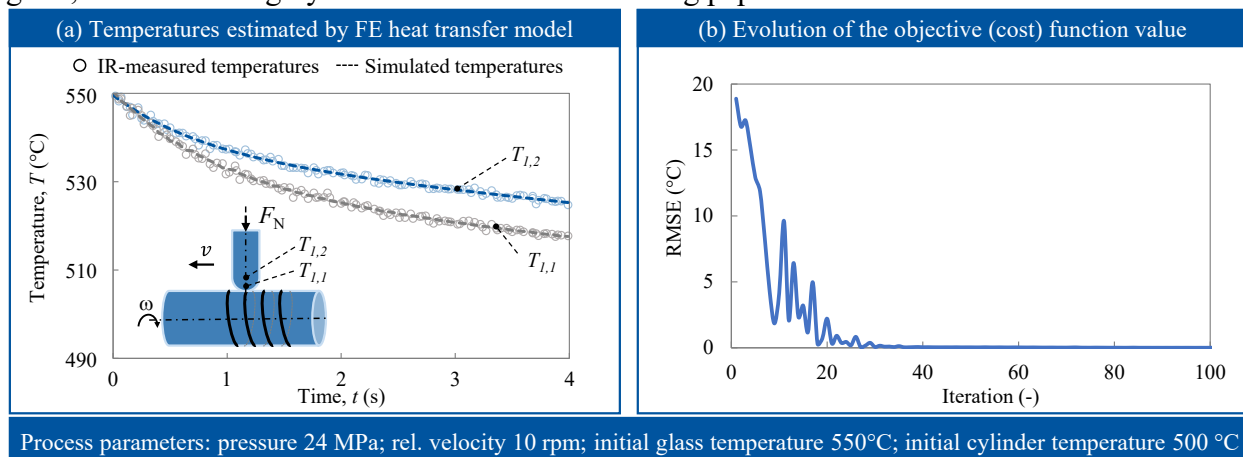 (a) Temperatures estimated by FE heat transfer model
IR-measured temperatures
Simulated temperatures
550
530
510
490
Temperature, T (°C)
T1,2
T1,1
FN
v
T1,2
T1,1
ω
0
1
2
3
4
Time, t (s)
(b) Evolution of the objective (cost) function value
20
15
10
5
0
RMSE (°C)
0
20
40
60
80
100
Iteration (-)
Process parameters: pressure 24 MPa; rel. velocity 10 rpm; initial glass temperature 550°C; initial cylinder temperature 500 °C